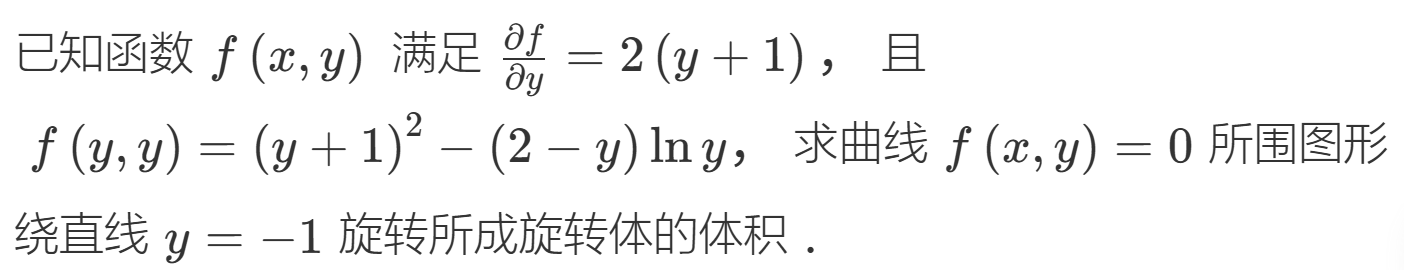 已知函数 f (x, y) 满足 ∂f/∂y = 2 (y + 1)， 且
f (y, y) = (y + 1)² − (2 − y) ln y， 求曲线 f (x, y) = 0 所围图形
绕直线 y = −1 旋转所成旋转体的体积 .